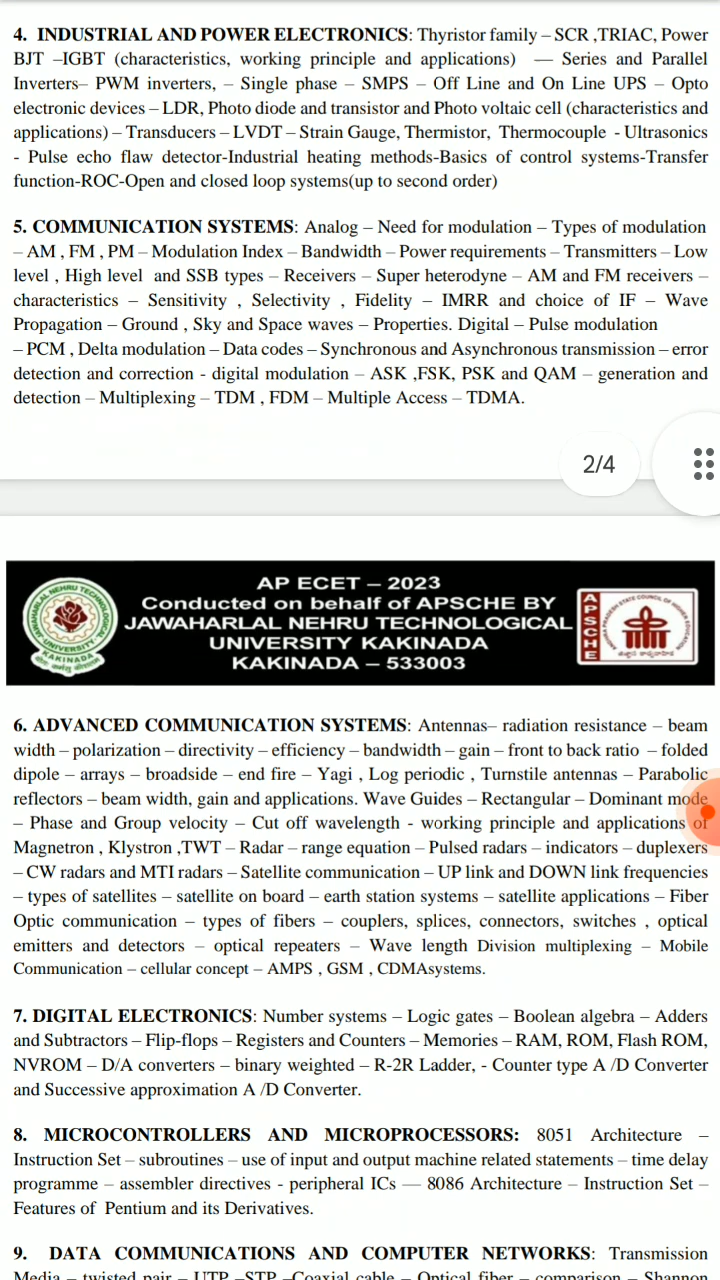 4. INDUSTRIAL AND POWER ELECTRONICS: Thyristor family – SCR ,TRIAC, Power
BJT –IGBT (characteristics, working principle and applications) — Series and Parallel
Inverters– PWM inverters, – Single phase – SMPS – Off Line and On Line UPS – Opto
electronic devices – LDR, Photo diode and transistor and Photo voltaic cell (characteristics and
applications) – Transducers – LVDT – Strain Gauge, Thermistor, Thermocouple - Ultrasonics
- Pulse echo flaw detector-Industrial heating methods-Basics of control systems-Transfer
function-ROC-Open and closed loop systems(up to second order)
5. COMMUNICATION SYSTEMS: Analog – Need for modulation – Types of modulation
– AM , FM , PM – Modulation Index – Bandwidth – Power requirements – Transmitters – Low
level , High level and SSB types – Receivers – Super heterodyne – AM and FM receivers –
characteristics – Sensitivity , Selectivity , Fidelity – IMRR and choice of IF – Wave
Propagation – Ground , Sky and Space waves – Properties. Digital – Pulse modulation
– PCM , Delta modulation – Data codes – Synchronous and Asynchronous transmission – error
detection and correction - digital modulation – ASK ,FSK, PSK and QAM – generation and
detection – Multiplexing – TDM , FDM – Multiple Access – TDMA.
2/4
AP ECET – 2023
Conducted on behalf of APSCHE BY
JAWAHARLAL NEHRU TECHNOLOGICAL
UNIVERSITY KAKINADA
KAKINADA – 533003
JAWAHARLAL NEHRU TECHNOLOGICAL
UNIVERSITY
KAKINADA
APSCHE
6. ADVANCED COMMUNICATION SYSTEMS: Antennas– radiation resistance – beam
width – polarization – directivity – efficiency – bandwidth – gain – front to back ratio – folded
dipole – arrays – broadside – end fire – Yagi , Log periodic , Turnstile antennas – Parabolic
reflectors – beam width, gain and applications. Wave Guides – Rectangular – Dominant mode
– Phase and Group velocity – Cut off wavelength - working principle and applications of
Magnetron , Klystron ,TWT – Radar – range equation – Pulsed radars – indicators – duplexers
– CW radars and MTI radars – Satellite communication – UP link and DOWN link frequencies
– types of satellites – satellite on board – earth station systems – satellite applications – Fiber
Optic communication – types of fibers – couplers, splices, connectors, switches , optical
emitters and detectors – optical repeaters – Wave length Division multiplexing – Mobile
Communication – cellular concept – AMPS , GSM , CDMAsystems.
7. DIGITAL ELECTRONICS: Number systems – Logic gates – Boolean algebra – Adders
and Subtractors – Flip-flops – Registers and Counters – Memories – RAM, ROM, Flash ROM,
NVROM – D/A converters – binary weighted – R-2R Ladder, - Counter type A /D Converter
and Successive approximation A /D Converter.
8. MICROCONTROLLERS AND MICROPROCESSORS: 8051 Architecture –
Instruction Set – subroutines – use of input and output machine related statements – time delay
programme – assembler directives - peripheral ICs — 8086 Architecture – Instruction Set –
Features of Pentium and its Derivatives.
9. DATA COMMUNICATIONS AND COMPUTER NETWORKS: Transmission
Media – twisted pair – UTP –STP –Coaxial cable – Optical fiber – comparison – Shannon